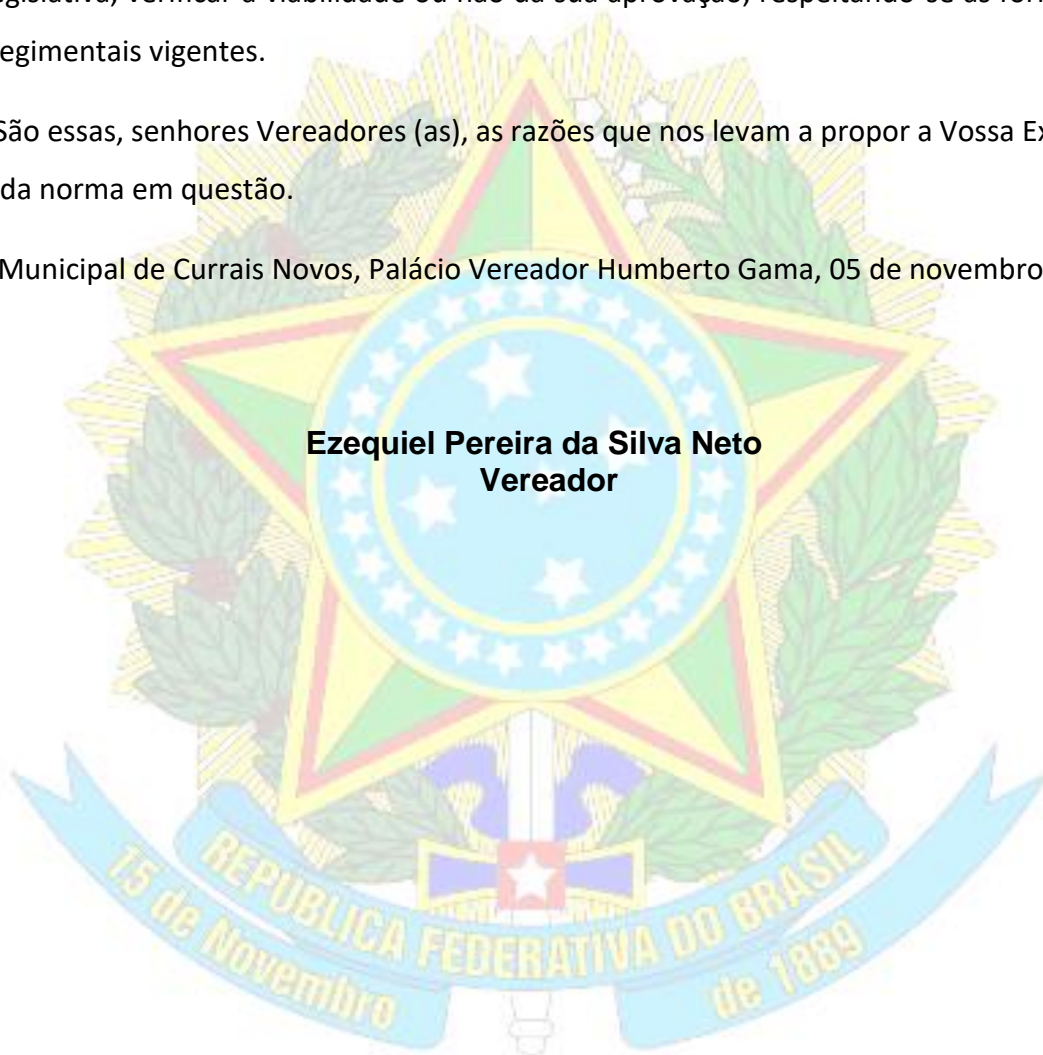 egislativa, verificar a viabilidade ou não da sua aprovação, respeitando-se as for
egimentais vigentes.
São essas, senhores Vereadores (as), as razões que nos levam a propor a Vossa Ex
da norma em questão.
Municipal de Currais Novos, Palácio Vereador Humberto Gama, 05 de novembro
Ezequiel Pereira da Silva Neto
Vereador
REPÚBLICA FEDERATIVA DO BRASIL
15 de Novembro de 1889